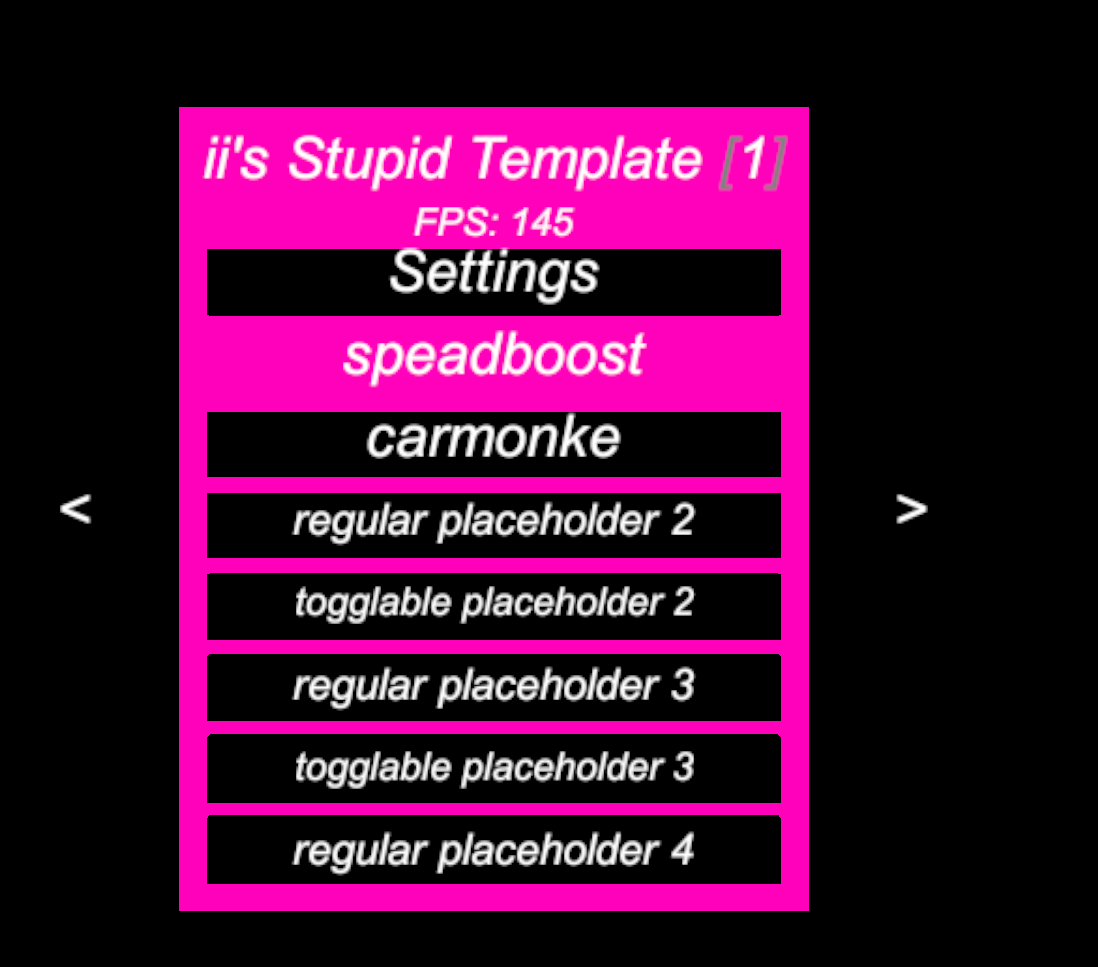 ii's Stupid Template [1]
FPS: 145
Settings
speadboost
carmonke
regular placeholder 2
togglable placeholder 2
regular placeholder 3
togglable placeholder 3
regular placeholder 4
<
>